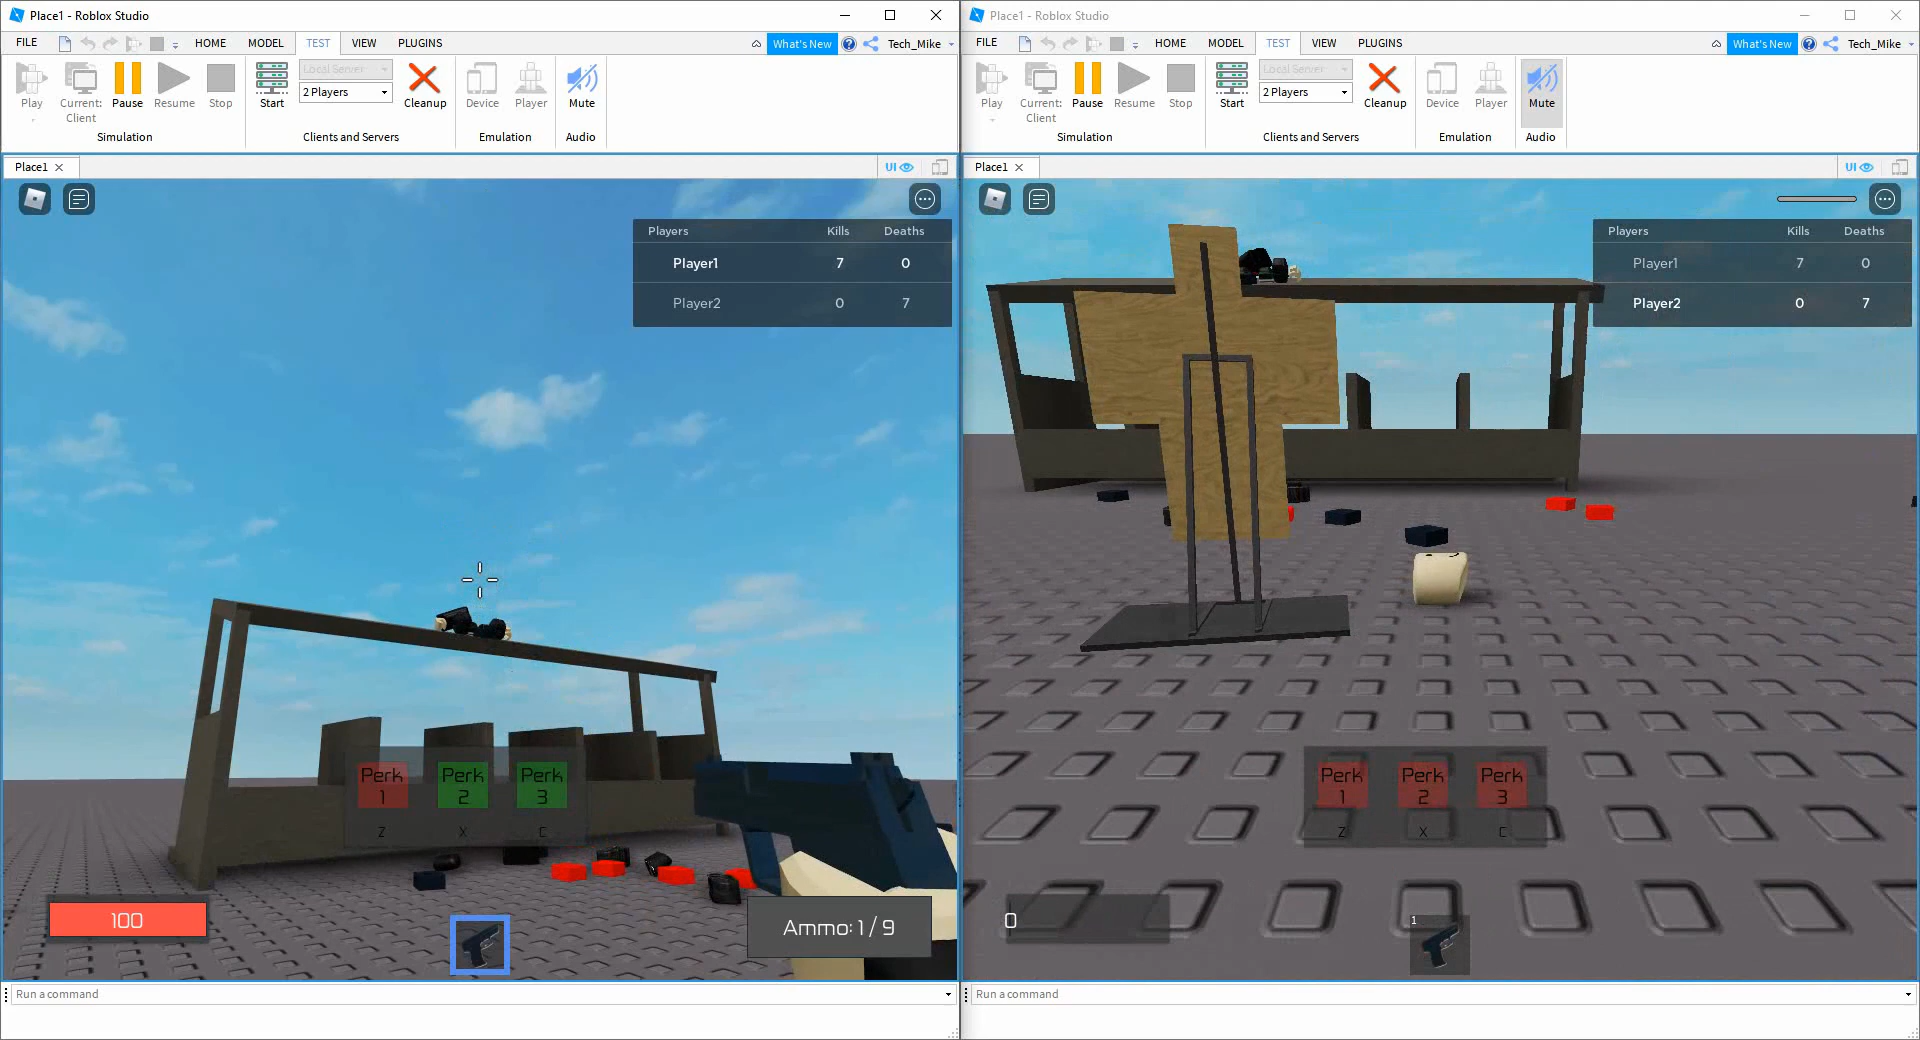 Place1 - Roblox Studio
FILE HOME MODEL TEST VIEW PLUGINS What's New ? Tech_Mike
Play Current: Client Pause Resume Stop
Simulation
Start Local Server 2 Players Cleanup
Clients and Servers
Device Player
Emulation
Mute
Audio
Place1 UI
Players Kills Deaths
Player1 7 0
Player2 0 7
Perk 1 Perk 2 Perk 3
Z X C
100
Ammo: 1 / 9
Run a command
Place1 - Roblox Studio
FILE HOME MODEL TEST VIEW PLUGINS What's New ? Tech_Mike
Play Current: Client Pause Resume Stop
Simulation
Start Local Server 2 Players Cleanup
Clients and Servers
Device Player
Emulation
Mute
Audio
Place1 UI
Players Kills Deaths
Player1 7 0
Player2 0 7
Perk 1 Perk 2 Perk 3
Z X C
0
1
Run a command